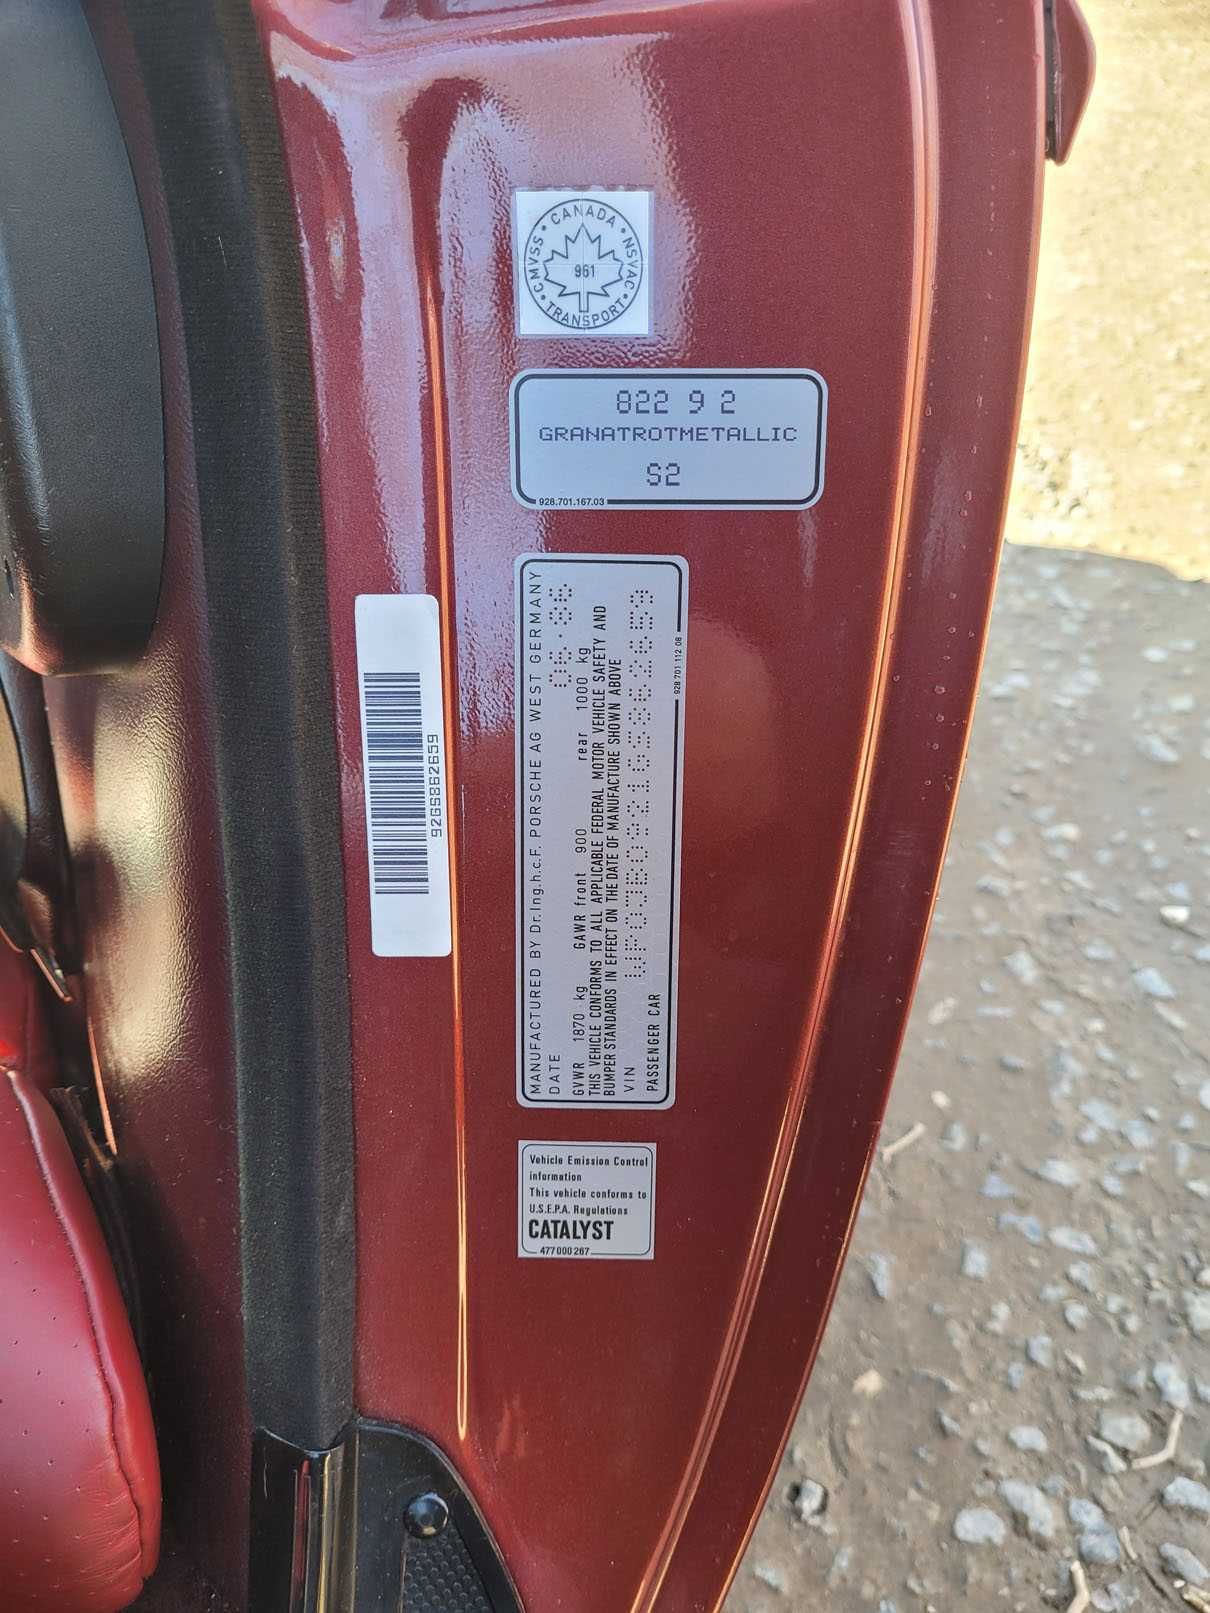 CMVSS • CANADA • NSVAC • TRANSPORT •
961
822 9 2
GRANATROTMETALLIC
S2
928.701.167.03
92GS862659
MANUFACTURED BY Dr.Ing.h.c.F. PORSCHE AG WEST GERMANY
DATE 06·86
GVWR 1870 kg GAWR front 900 rear 1000 kg
THIS VEHICLE CONFORMS TO ALL APPLICABLE FEDERAL MOTOR VEHICLE SAFETY AND
BUMPER STANDARDS IN EFFECT ON THE DATE OF MANUFACTURE SHOWN ABOVE
VIN WP0JB0921GS862659
PASSENGER CAR
928 701 112 08
Vehicle Emission Control
information
This vehicle conforms to
U.S.E.P.A. Regulations
CATALYST
477 000 267